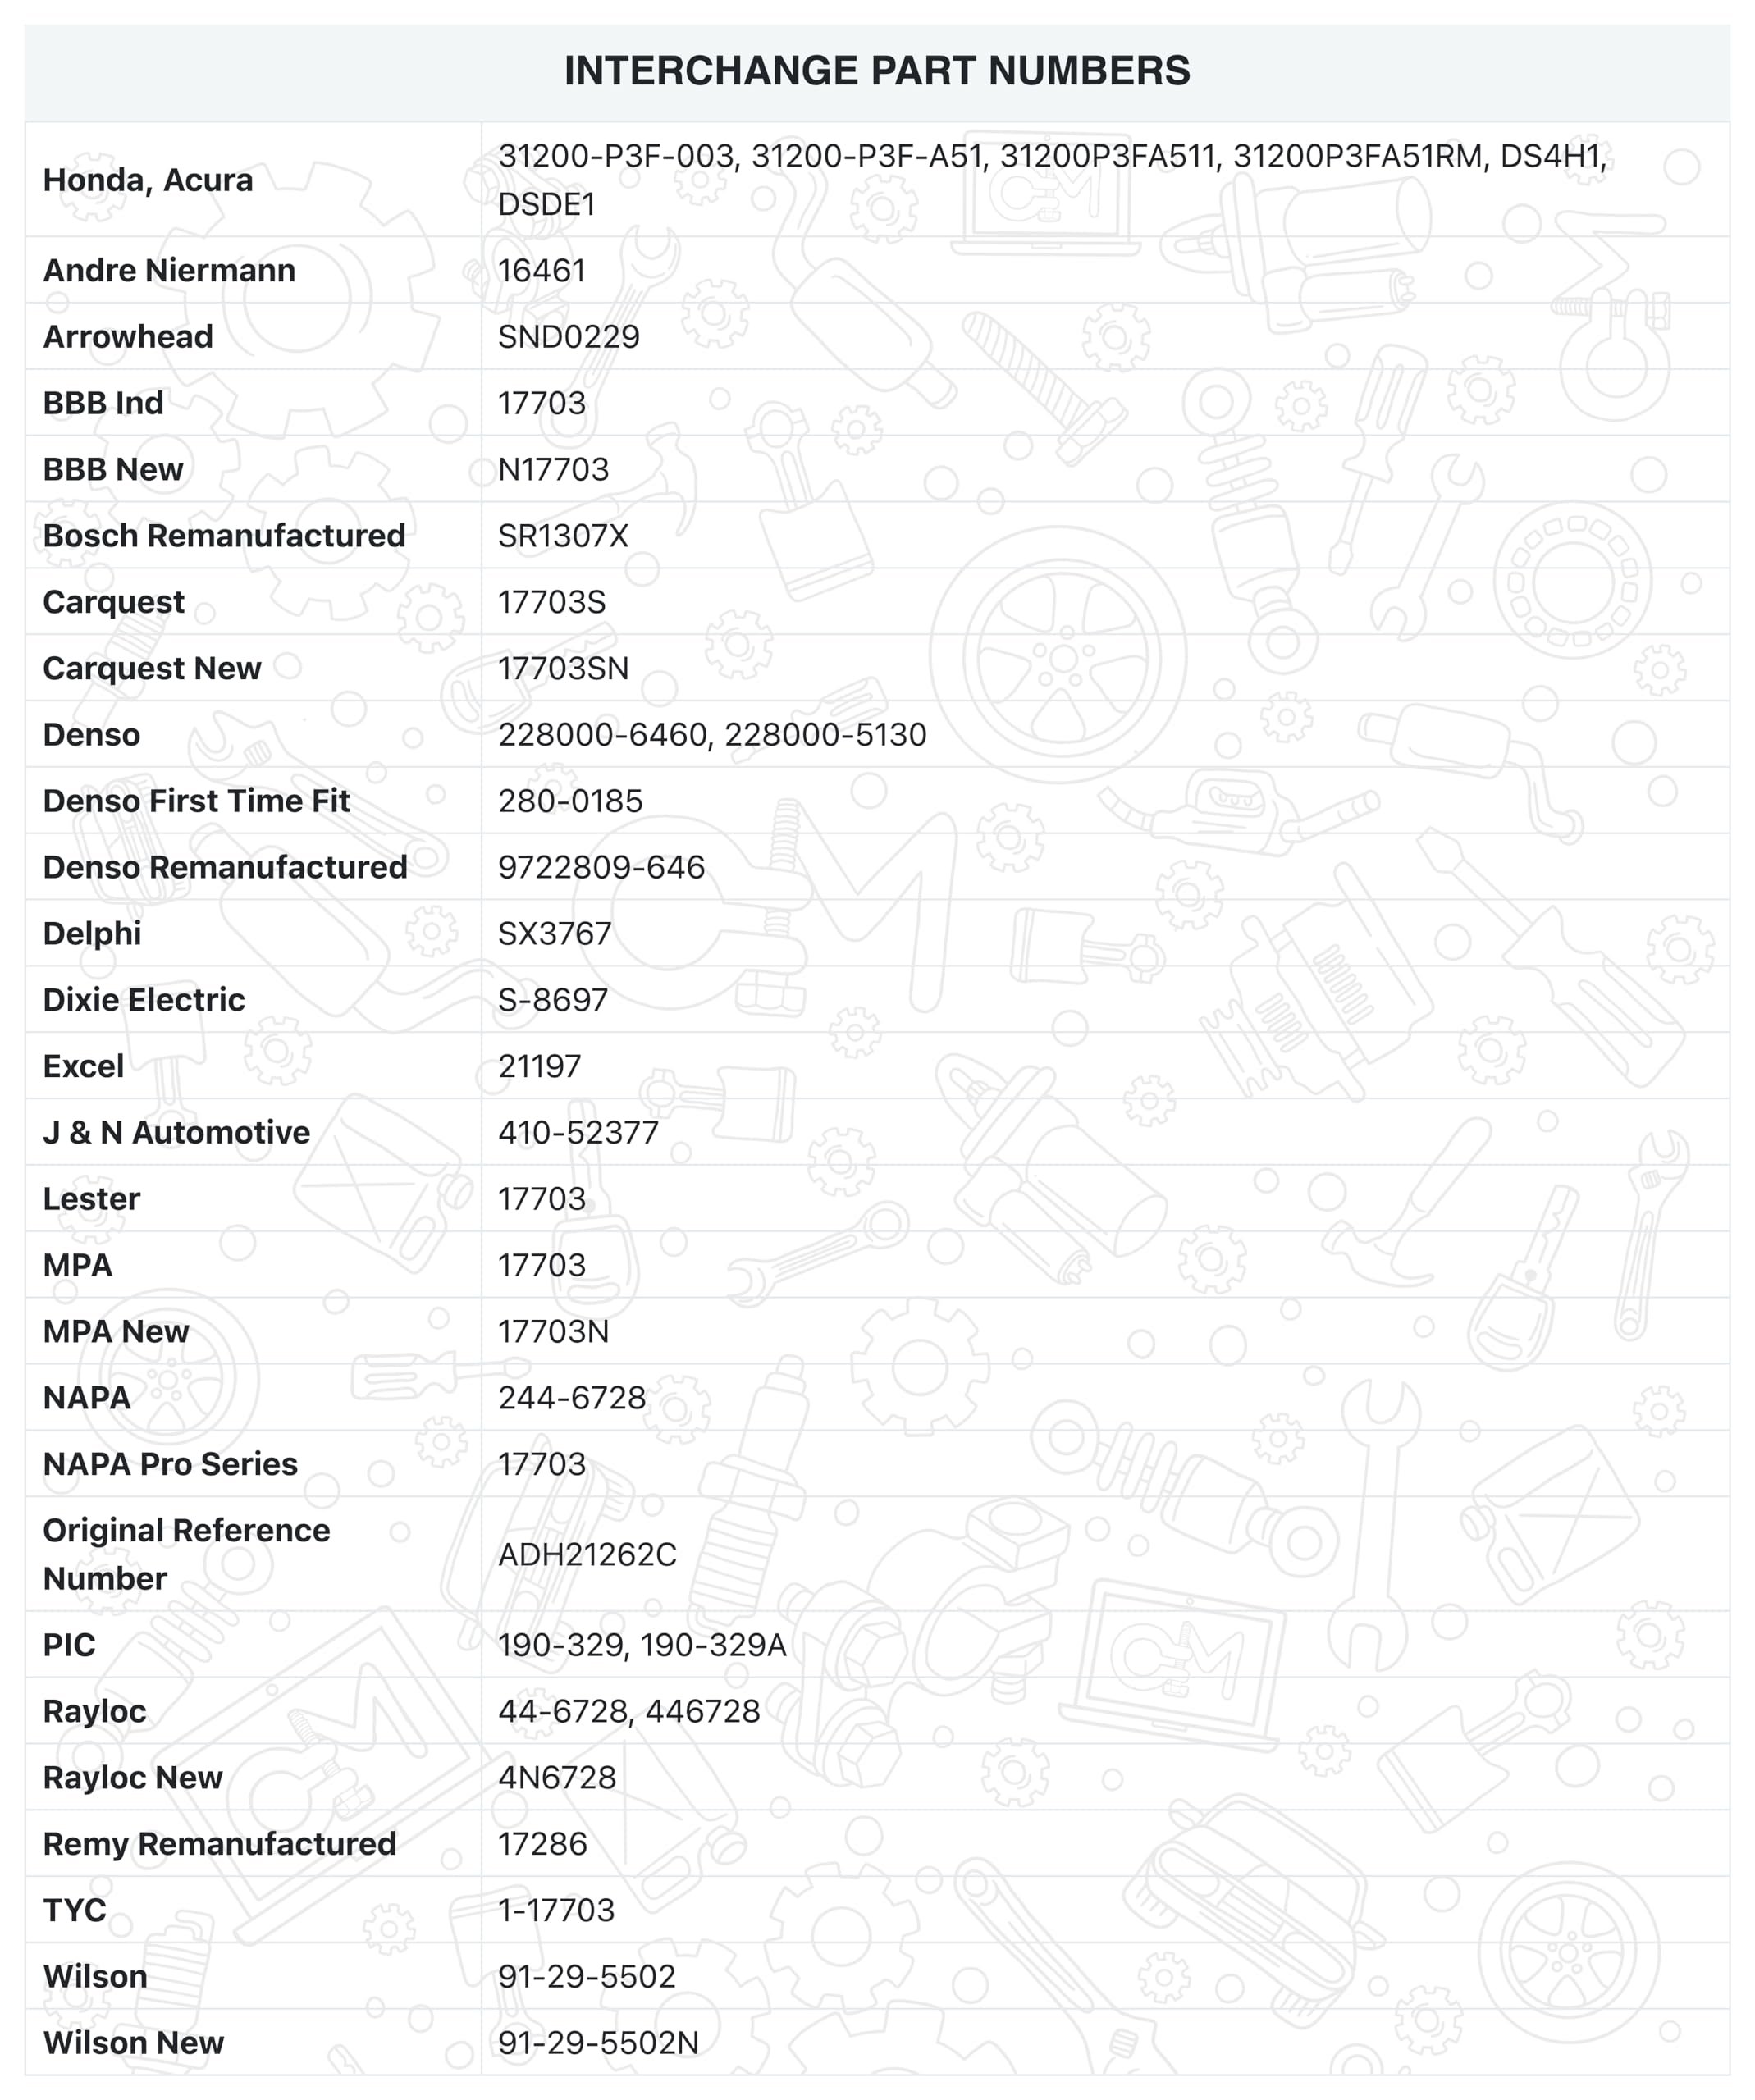 INTERCHANGE PART NUMBERS
Honda, Acura
31200-P3F-003, 31200-P3F-A51, 31200P3FA511, 31200P3FA51RM, DS4H1,
DSDE1
Andre Niermann
16461
Arrowhead
SND0229
BBB Ind
17703
BBB New
N17703
Bosch Remanufactured
SR1307X
Carquest
17703S
Carquest New
17703SN
Denso
228000-6460, 228000-5130
Denso First Time Fit
280-0185
Denso Remanufactured
9722809-646
Delphi
SX3767
Dixie Electric
S-8697
Excel
21197
J & N Automotive
410-52377
Lester
17703
MPA
17703
MPA New
17703N
NAPA
244-6728
NAPA Pro Series
17703
Original Reference
Number
ADH21262C
PIC
190-329, 190-329A
Rayloc
44-6728, 446728
Rayloc New
4N6728
Remy Remanufactured
17286
TYC
1-17703
Wilson
91-29-5502
Wilson New
91-29-5502N